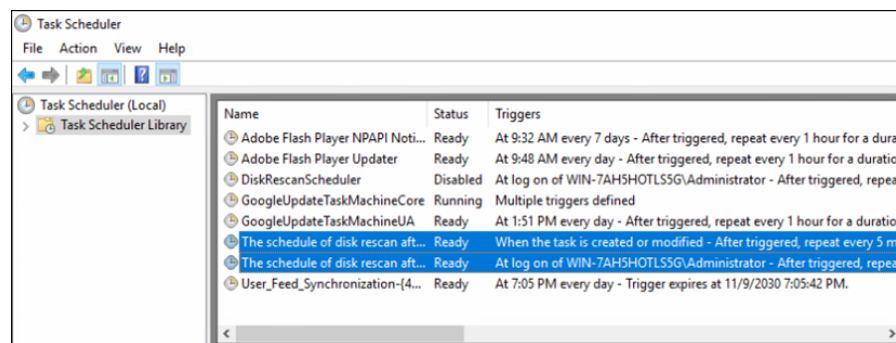 Task Scheduler
File Action View Help
Task Scheduler (Local)
Task Scheduler Library
Name Status Triggers
Adobe Flash Player NPAPI Noti... Ready At 9:32 AM every 7 days - After triggered, repeat every 1 hour for a dura
Adobe Flash Player Updater Ready At 9:48 AM every day - After triggered, repeat every 1 hour for a duratio
DiskRescanScheduler Disabled At log on of WIN-7AH5HOTLS5G\Administrator - After triggered, repea
GoogleUpdateTaskMachineCore Running Multiple triggers defined
GoogleUpdateTaskMachineUA Ready At 1:51 PM every day - After triggered, repeat every 1 hour for a duratio
The schedule of disk rescan aft... Ready When the task is created or modified - After triggered, repeat every 5 m
The schedule of disk rescan aft... Ready At log on of WIN-7AH5HOTLS5G\Administrator - After triggered, repea
User_Feed_Synchronization-{4... Ready At 7:05 PM every day - Trigger expires at 11/9/2030 7:05:42 PM.